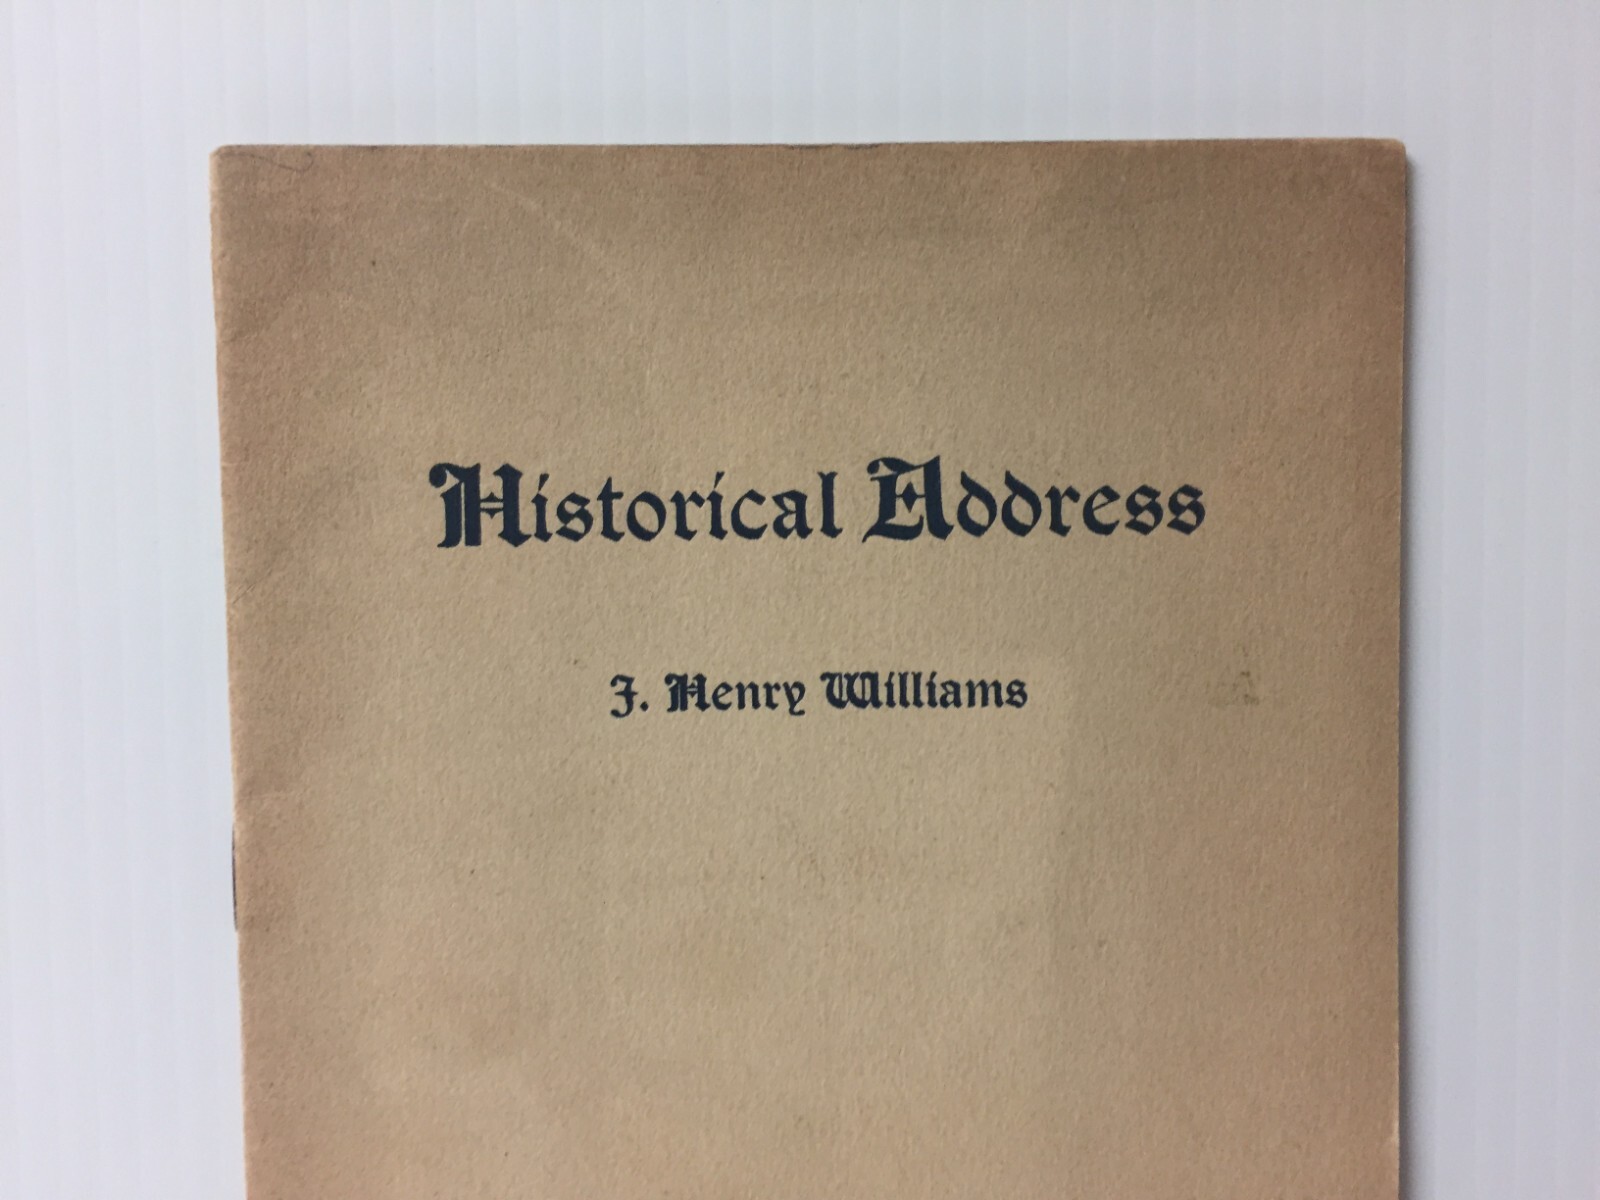 Historical Address
J. Henry Williams